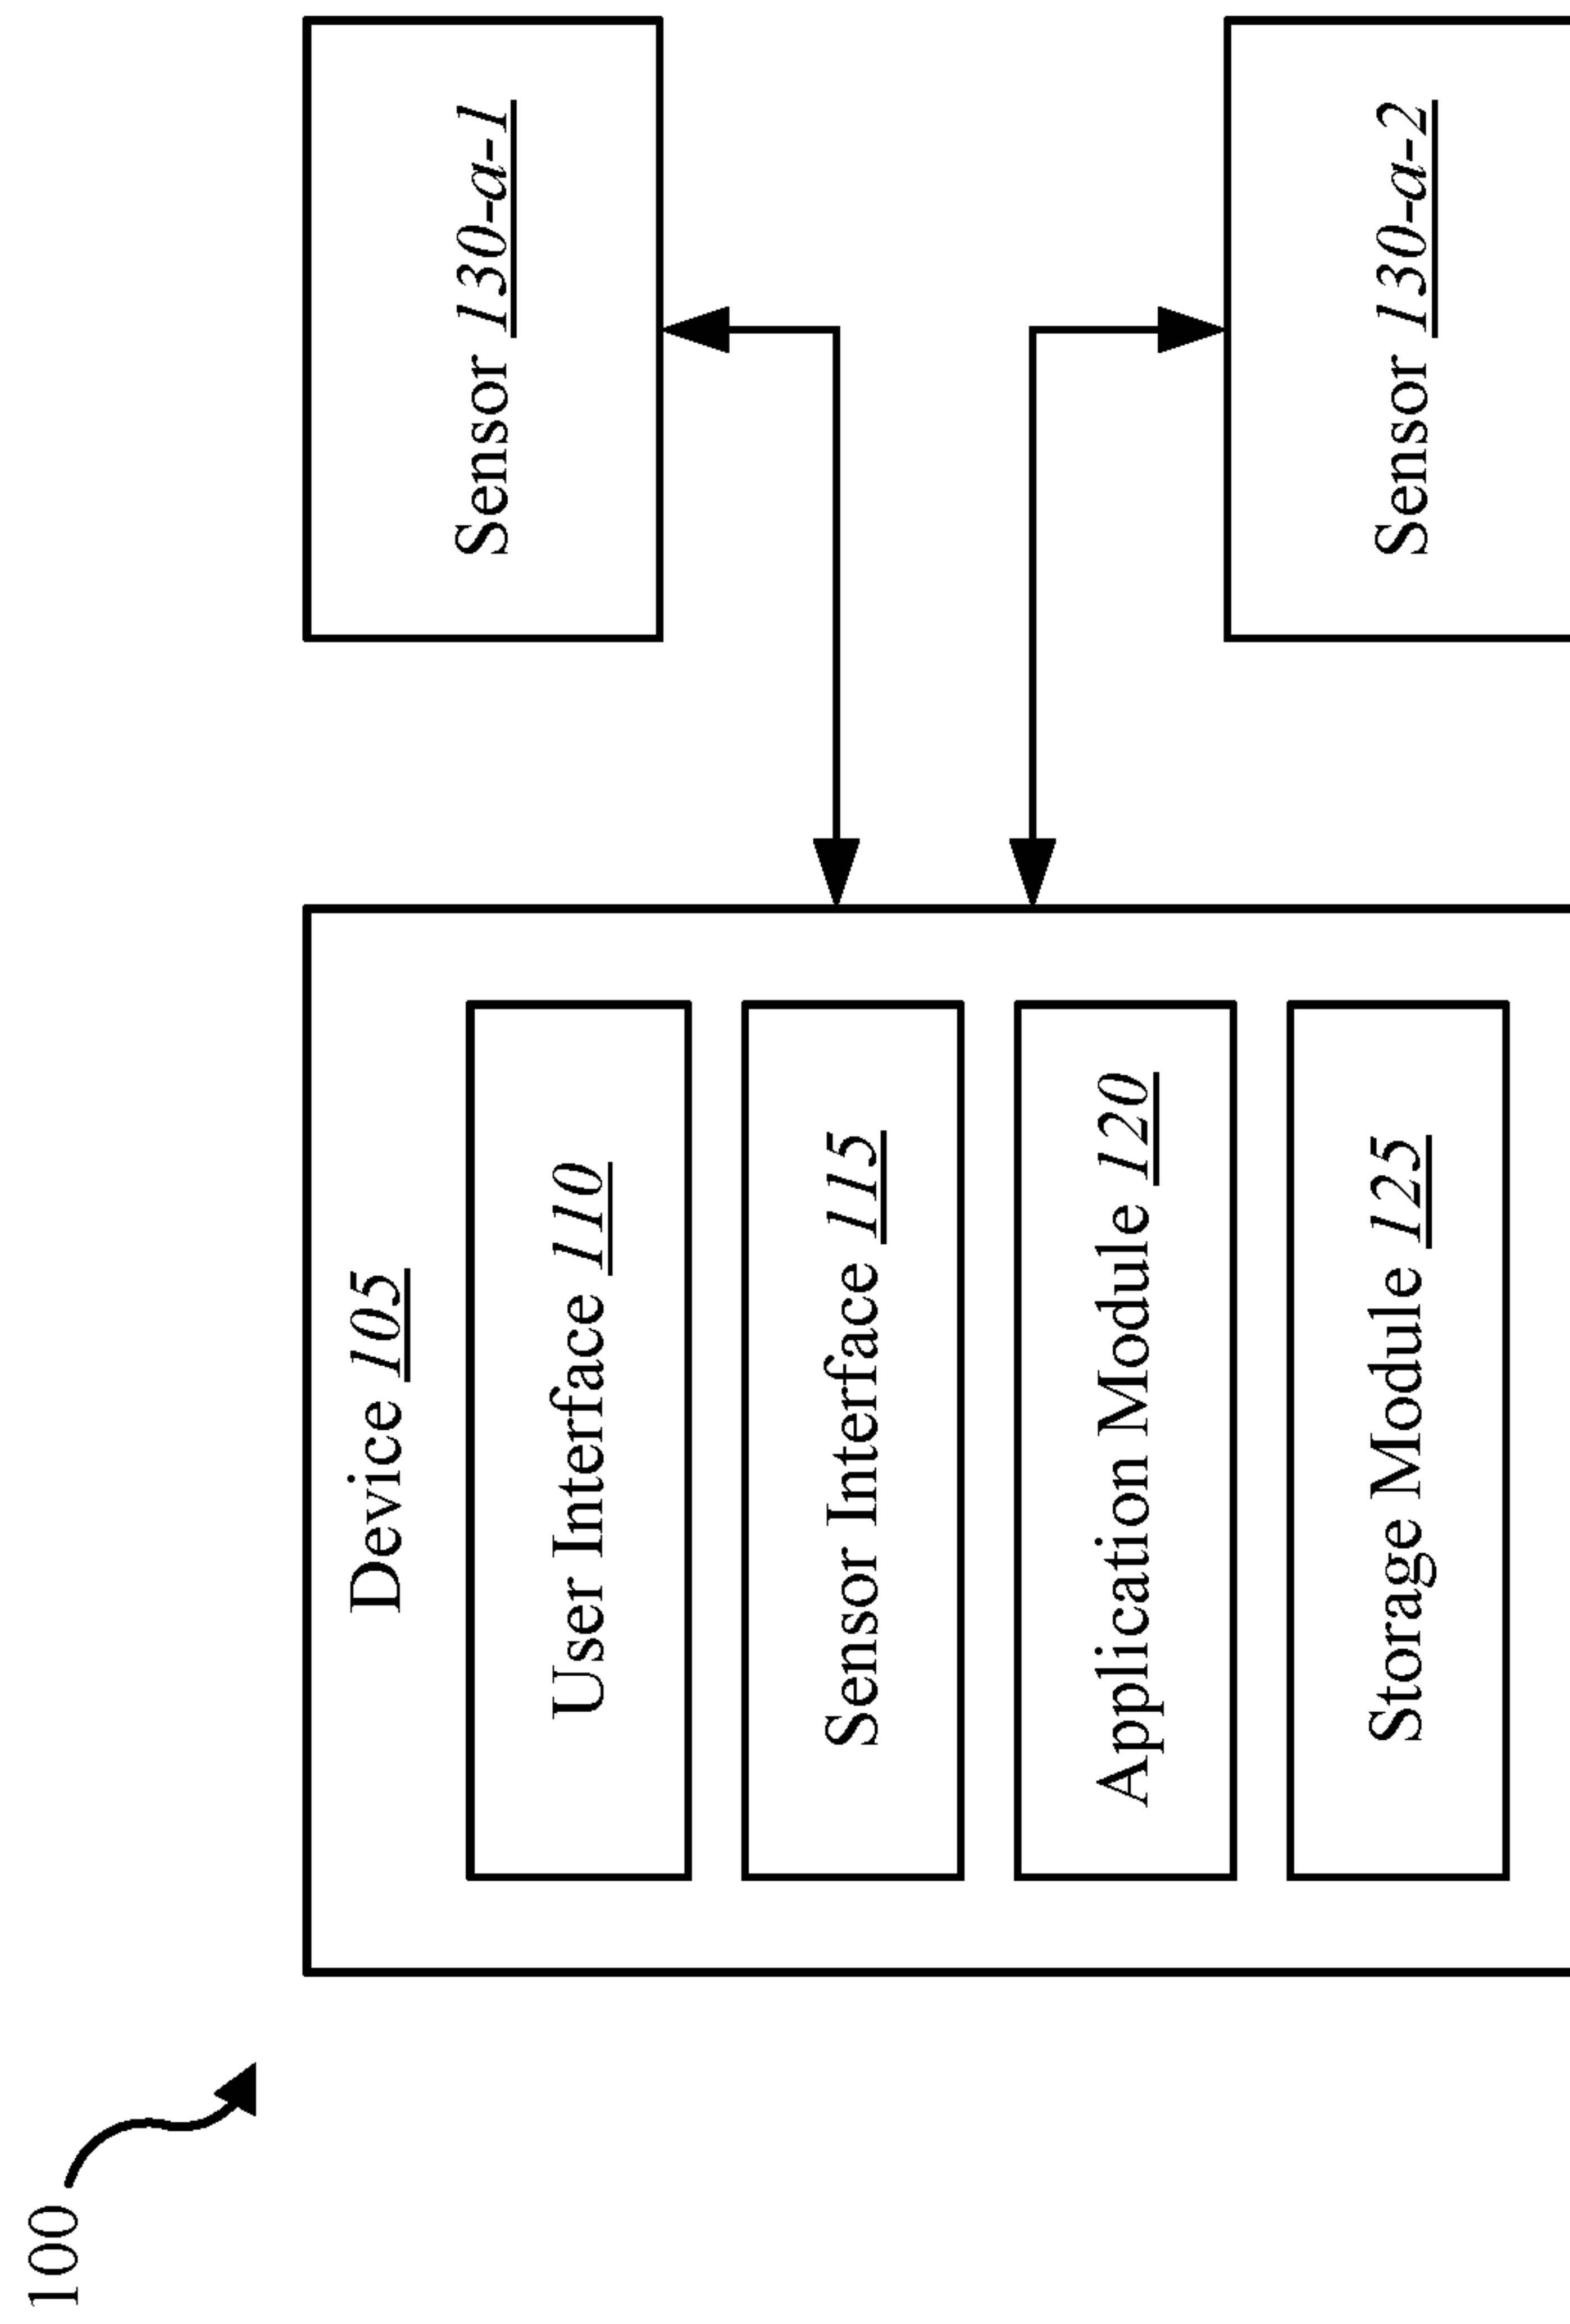 100
Device 105
User Interface 110
Sensor Interface 115
Application Module 120
Storage Module 125
Sensor 130-a-1
Sensor 130-a-2